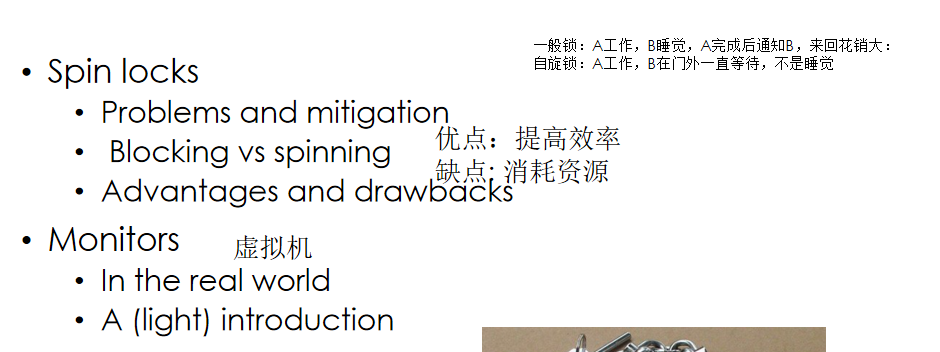 一般锁：A工作，B睡觉，A完成后通知B，来回花销大：
自旋锁：A工作，B在门外一直等待，不是睡觉
• Spin locks
• Problems and mitigation
• Blocking vs spinning
优点：提高效率
缺点: 消耗资源
• Advantages and drawbacks
• Monitors
虚拟机
• In the real world
• A (light) introduction